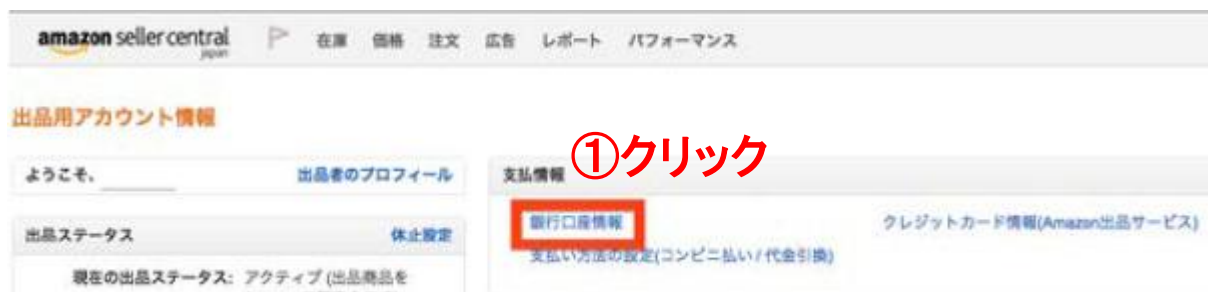 amazon seller central
japan
在庫 価格 注文 広告 レポート パフォーマンス
出品用アカウント情報
①クリック
ようこそ、 出品者のプロフィール
支払情報
銀行口座情報 クレジットカード情報(Amazon出品サービス)
支払い方法の設定(コンビニ払い / 代金引換)
出品ステータス 休止設定
現在の出品ステータス: アクティブ (出品商品を